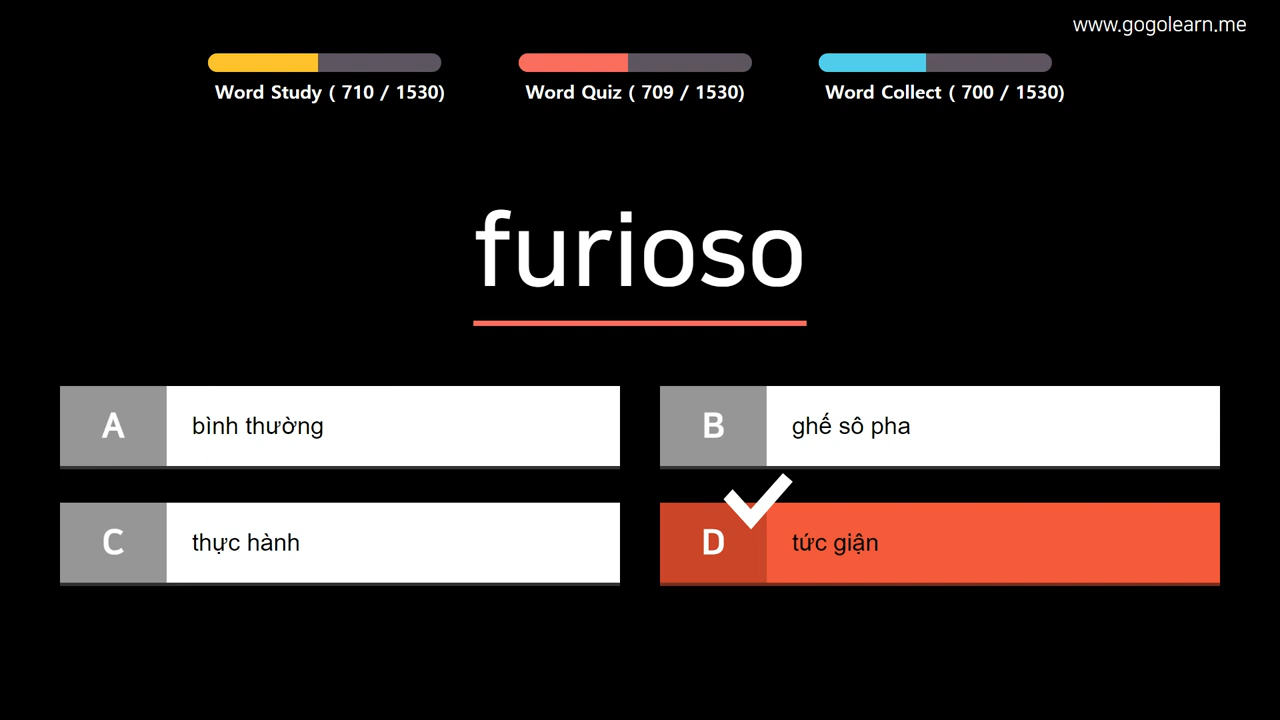 www.gogolearn.me
Word Study ( 710 / 1530)
Word Quiz ( 709 / 1530)
Word Collect ( 700 / 1530)
furioso
A bình thường
B ghế sô pha
C thực hành
D tức giận